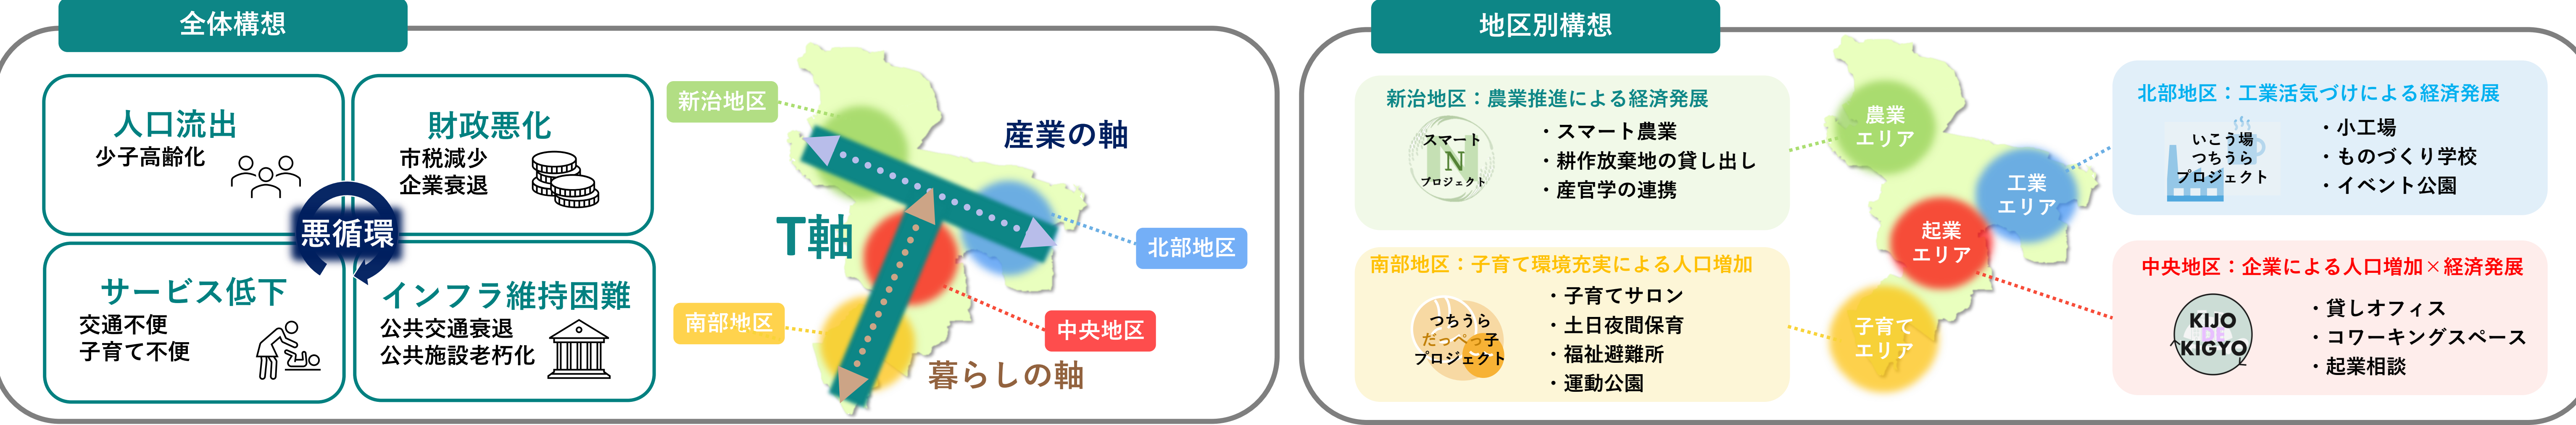 全体構想
人口流出
少子高齢化
財政悪化
市税減少
企業衰退
悪循環
サービス低下
交通不便
子育て不便
インフラ維持困難
公共交通衰退
公共施設老朽化
新治地区
産業の軸
T軸
北部地区
南部地区
中央地区
暮らしの軸
地区別構想
新治地区：農業推進による経済発展
スマート
N
プロジェクト
・スマート農業
・耕作放棄地の貸し出し
・産官学の連携
南部地区：子育て環境充実による人口増加
つちうら
だっぺっ子
プロジェクト
・子育てサロン
・土日夜間保育
・福祉避難所
・運動公園
農業
エリア
工業
エリア
起業
エリア
子育て
エリア
北部地区：工業活気づけによる経済発展
いこう場
つちうら
プロジェクト
・小工場
・ものづくり学校
・イベント公園
中央地区：企業による人口増加×経済発展
KIJO
DE
KIGYO
・貸しオフィス
・コワーキングスペース
・起業相談